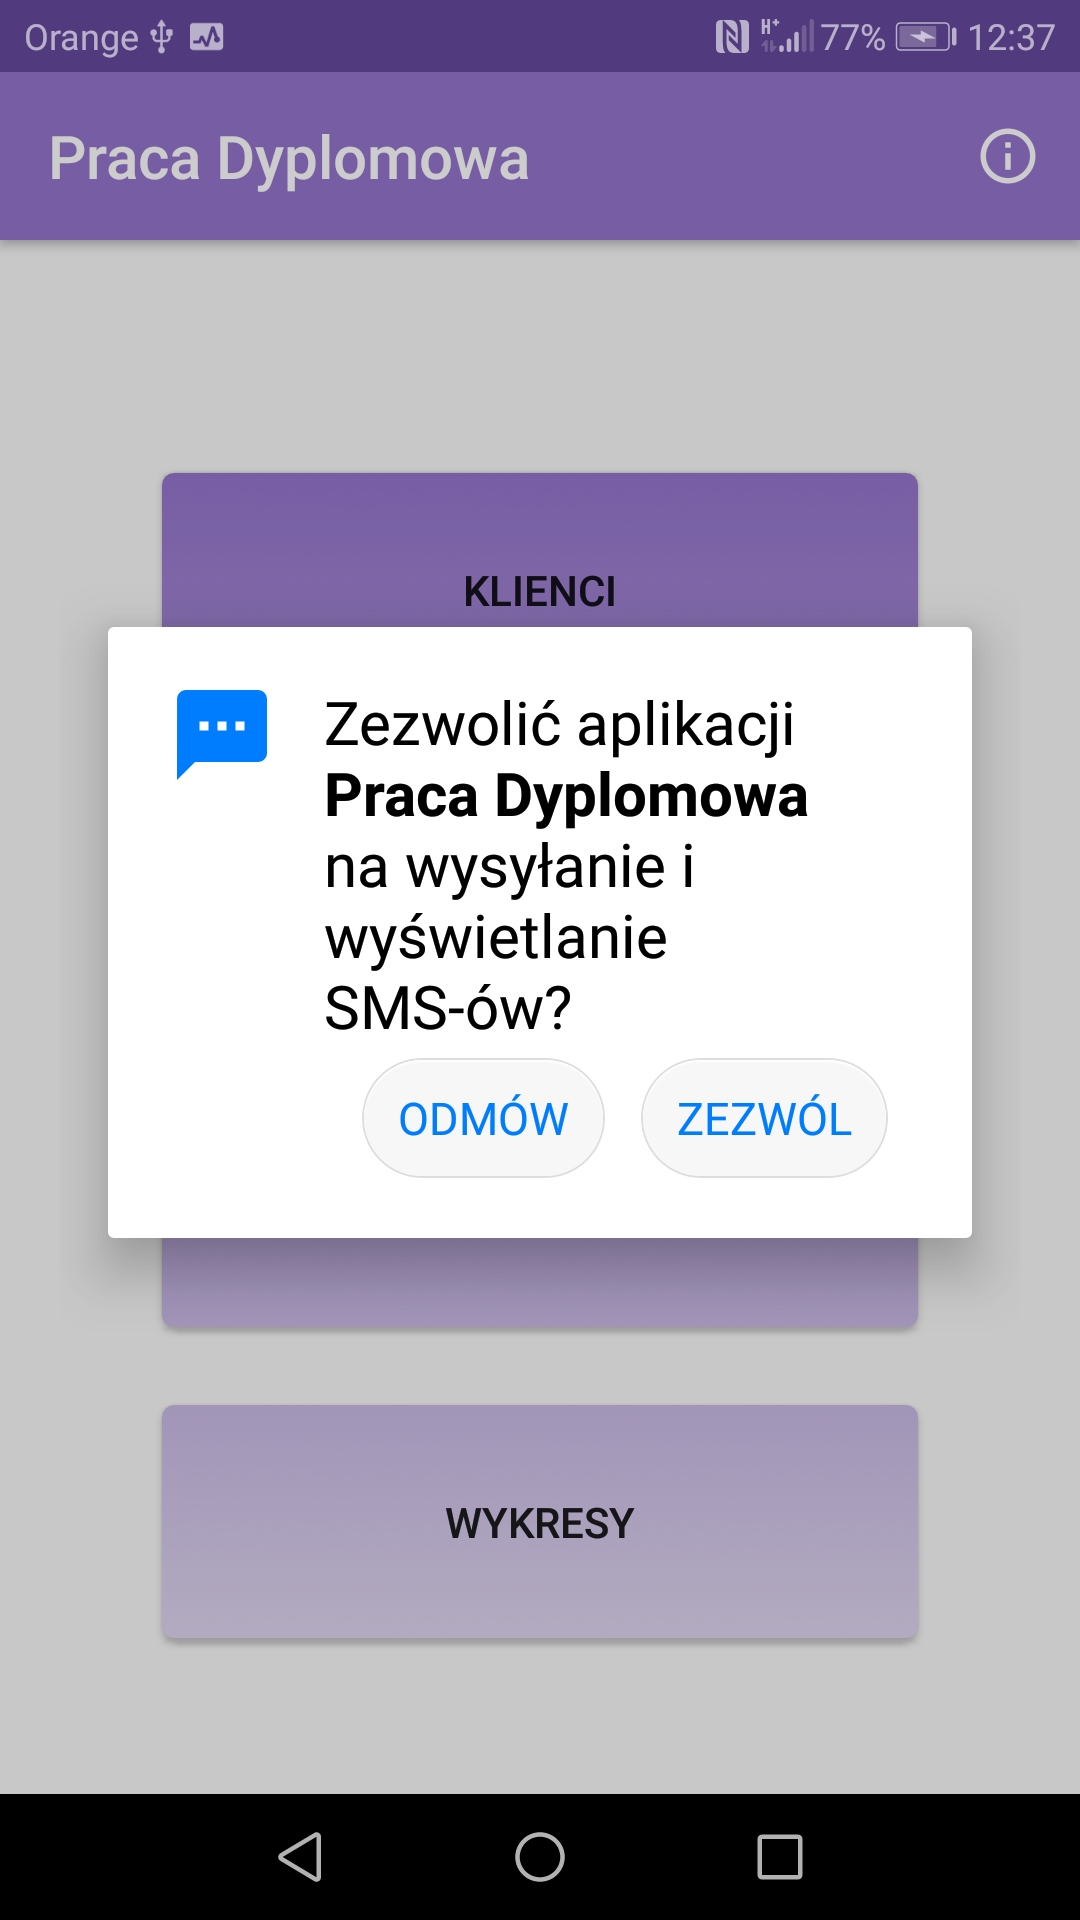 Orange H+ 77% 12:37
Praca Dyplomowa
KLIENCI
Zezwolić aplikacji
Praca Dyplomowa
na wysyłanie i
wyświetlanie
SMS-ów?
ODMÓW ZEZWÓL
WYKRESY